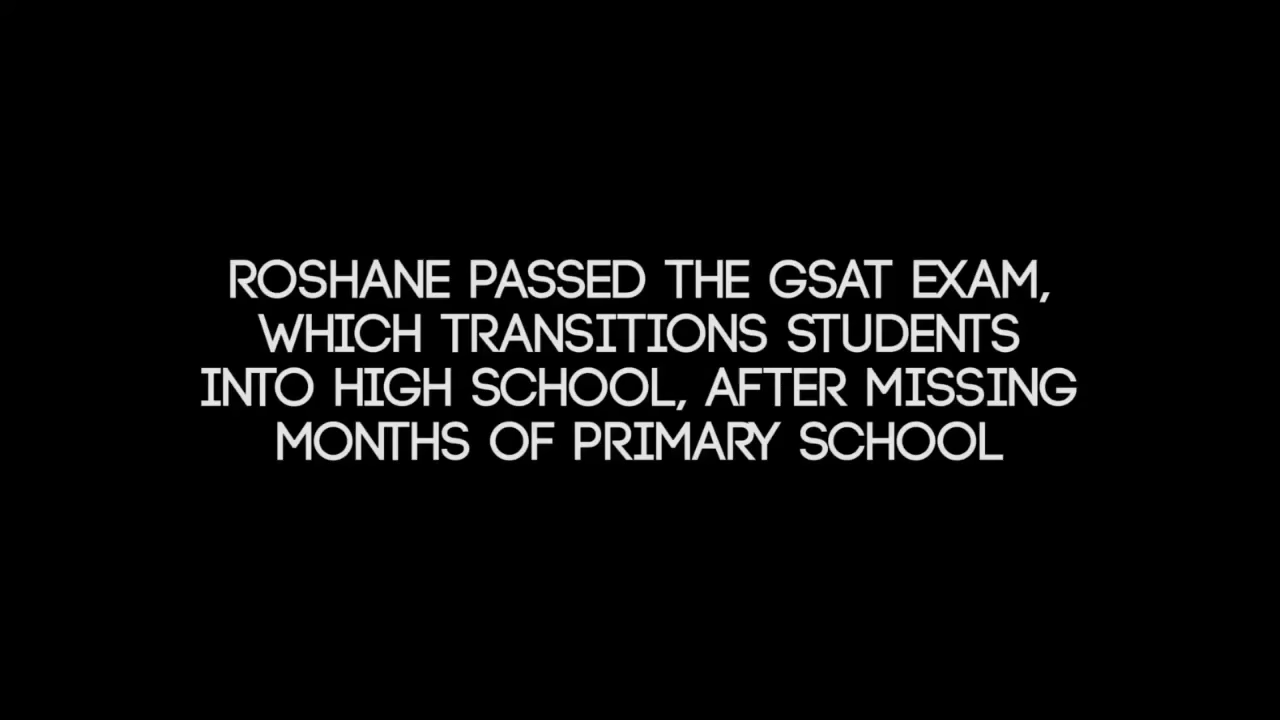 ROSHANE PASSED THE GSAT EXAM,
WHICH TRANSITIONS STUDENTS
INTO HIGH SCHOOL, AFTER MISSING
MONTHS OF PRIMARY SCHOOL